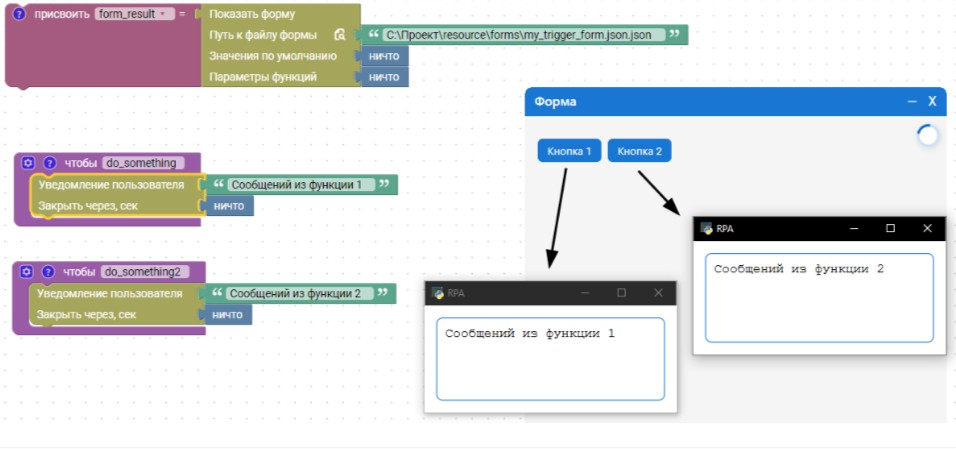 присвоить form_result = Показать форму
Путь к файлу формы “ C:\Проект\resource\forms\my_trigger_form.json.json ”
Значения по умолчанию ничто
Параметры функций ничто
чтобы do_something
Уведомление пользователя “ Сообщений из функции 1 ”
Закрыть через, сек ничто
чтобы do_something2
Уведомление пользователя “ Сообщений из функции 2 ”
Закрыть через, сек ничто
Форма – X
Кнопка 1 Кнопка 2
RPA
Сообщений из функции 2
RPA
Сообщений из функции 1